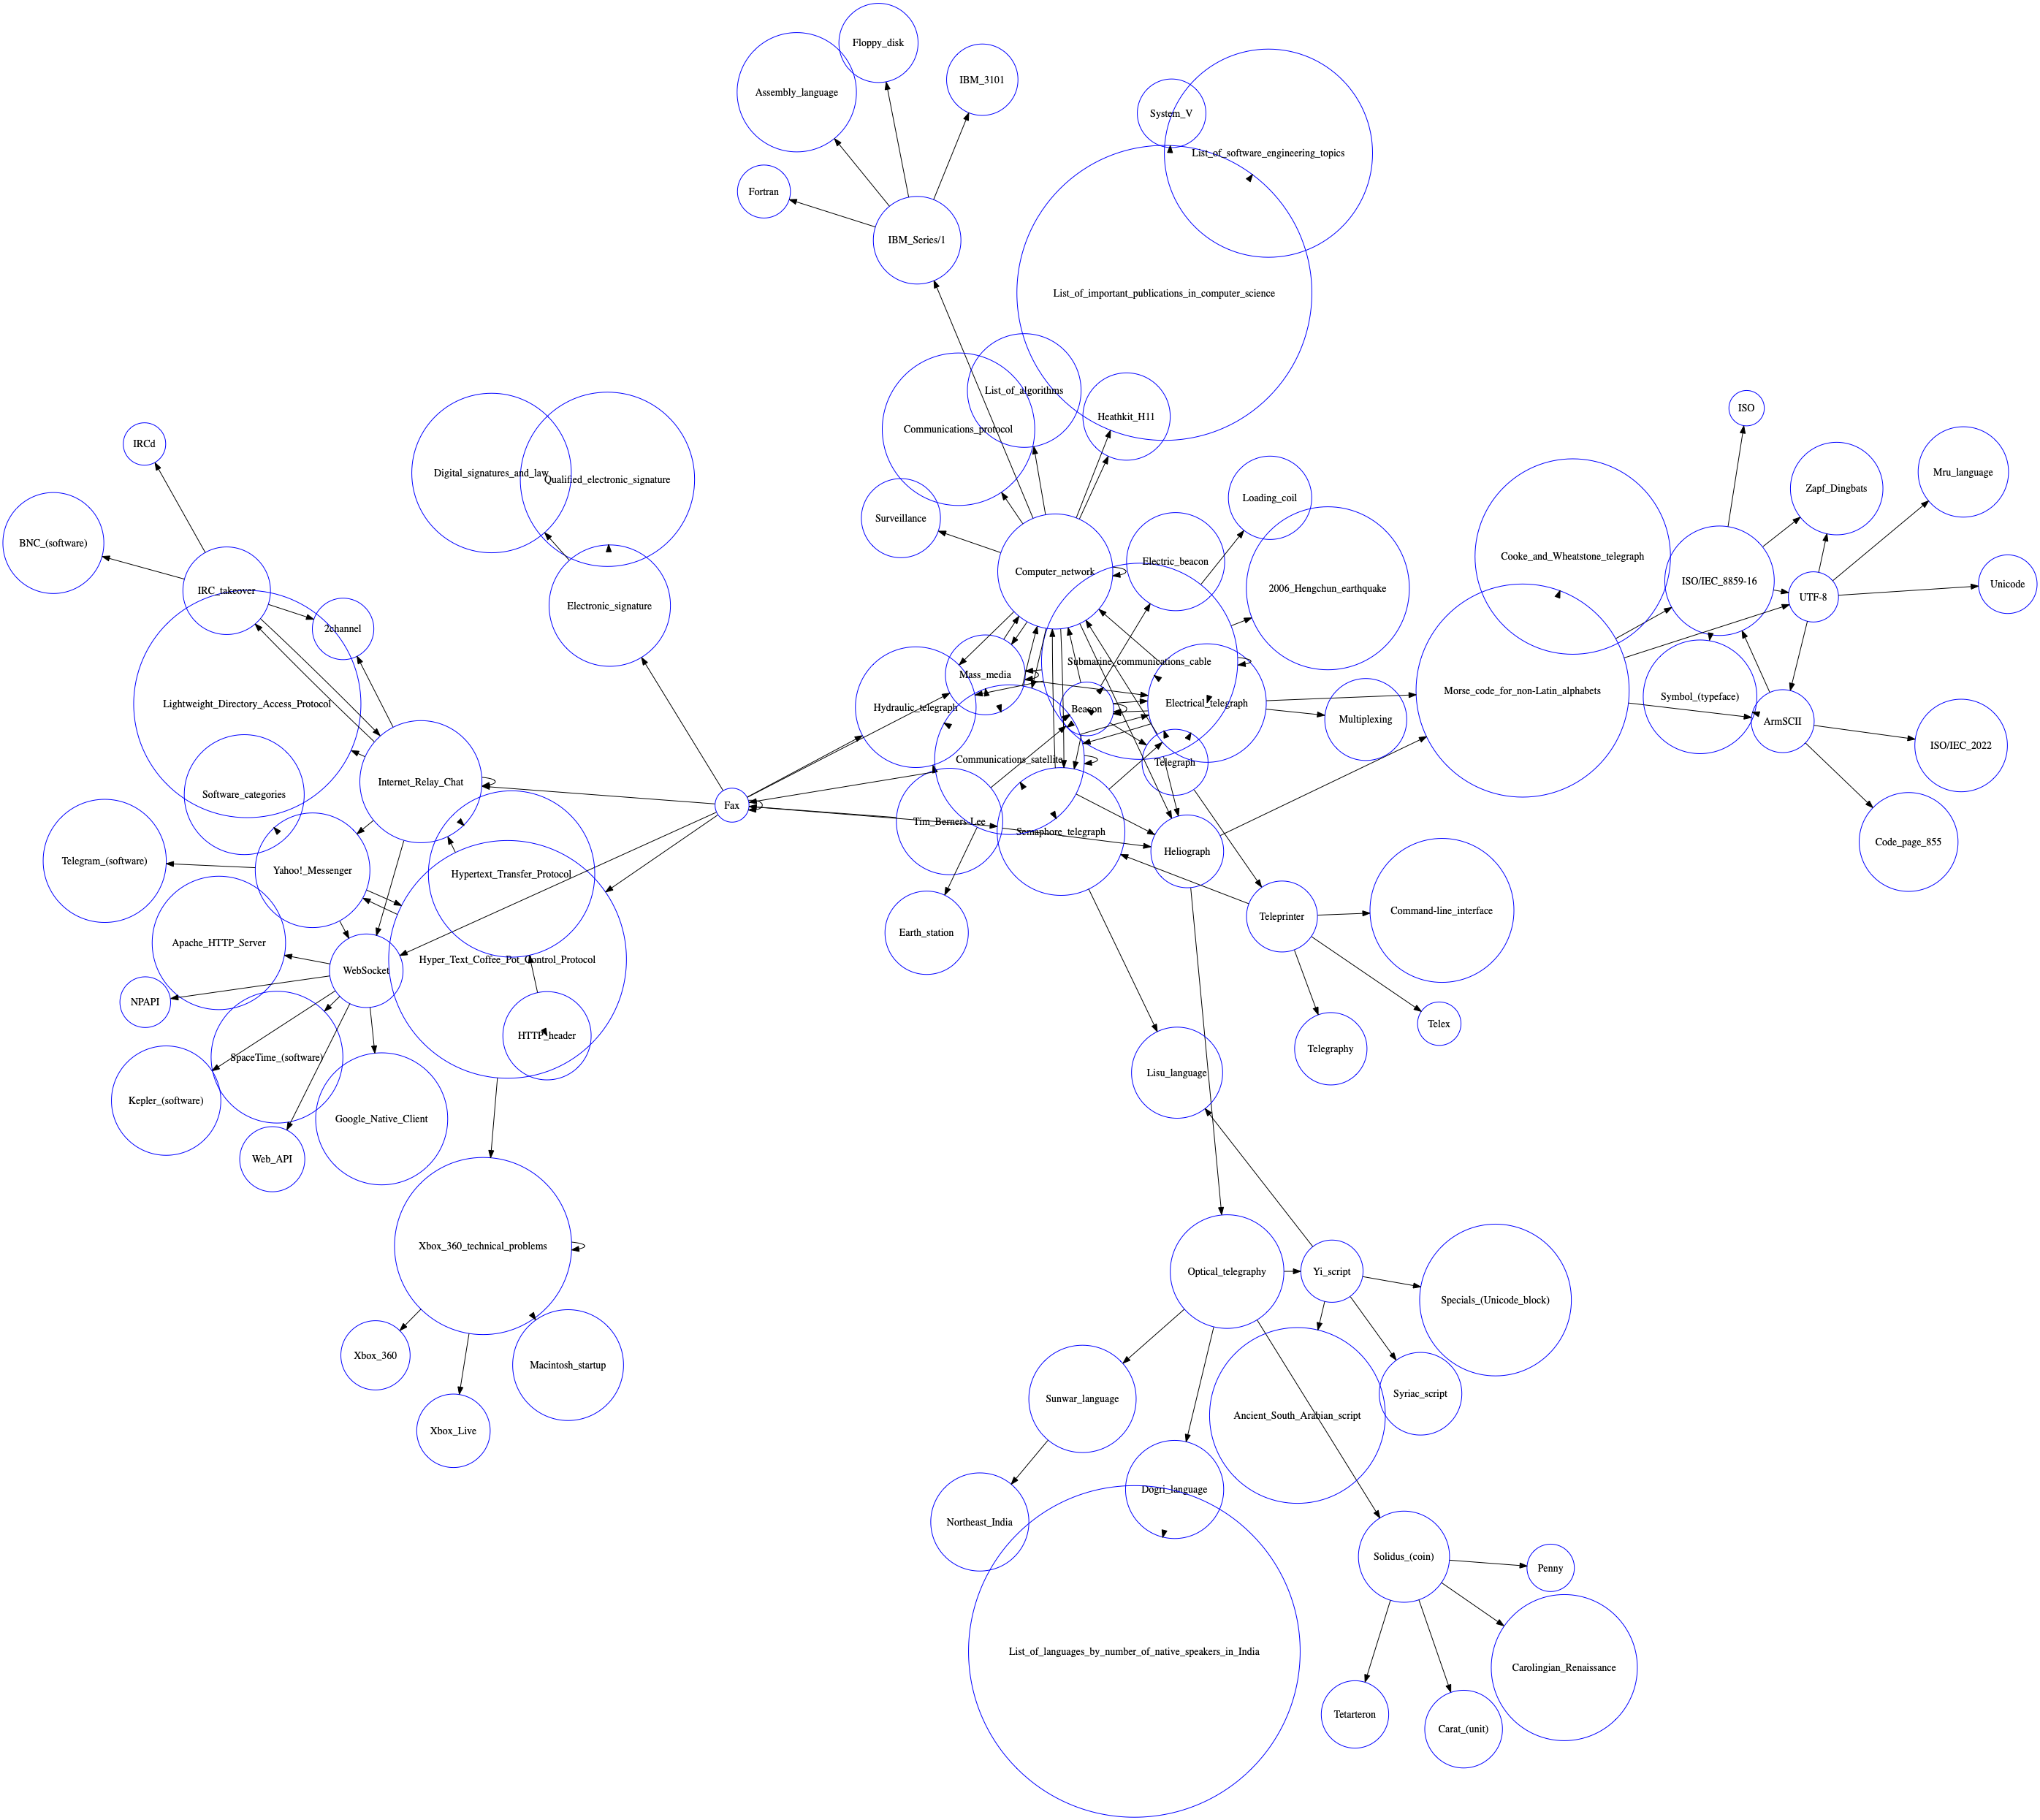 Floppy_disk
IBM_3101
Assembly_language
System_V
List_of_software_engineering_topics
Fortran
IBM_Series/1
List_of_important_publications_in_computer_science
List_of_algorithms
ISO
Heathkit_H11
Communications_protocol
IRCd
Mru_language
Digital_signatures_and_law
Qualified_electronic_signature
Zapf_Dingbats
Loading_coil
Surveillance
BNC_(software)
Cooke_and_Wheatstone_telegraph
Electric_beacon
Computer_network
ISO/IEC_8859-16
Unicode
2006_Hengchun_earthquake
IRC_takeover
UTF-8
Electronic_signature
2channel
Submarine_communications_cable
Mass_media
Morse_code_for_non-Latin_alphabets
Symbol_(typeface)
Lightweight_Directory_Access_Protocol
Electrical_telegraph
Hydraulic_telegraph
Beacon
Multiplexing
ArmSCII
ISO/IEC_2022
Communications_satellite
Telegraph
Internet_Relay_Chat
Software_categories
Fax
Tim_Berners-Lee
Semaphore_telegraph
Code_page_855
Heliograph
Telegram_(software)
Yahoo!_Messenger
Hypertext_Transfer_Protocol
Command-line_interface
Teleprinter
Earth_station
Apache_HTTP_Server
Hyper_Text_Coffee_Pot_Control_Protocol
WebSocket
NPAPI
Telex
HTTP_header
Telegraphy
SpaceTime_(software)
Lisu_language
Kepler_(software)
Google_Native_Client
Web_API
Xbox_360_technical_problems
Optical_telegraphy
Yi_script
Specials_(Unicode_block)
Xbox_360
Macintosh_startup
Syriac_script
Sunwar_language
Ancient_South_Arabian_script
Xbox_Live
Dogri_language
Northeast_India
Solidus_(coin)
Penny
List_of_languages_by_number_of_native_speakers_in_India
Carolingian_Renaissance
Tetarteron
Carat_(unit)